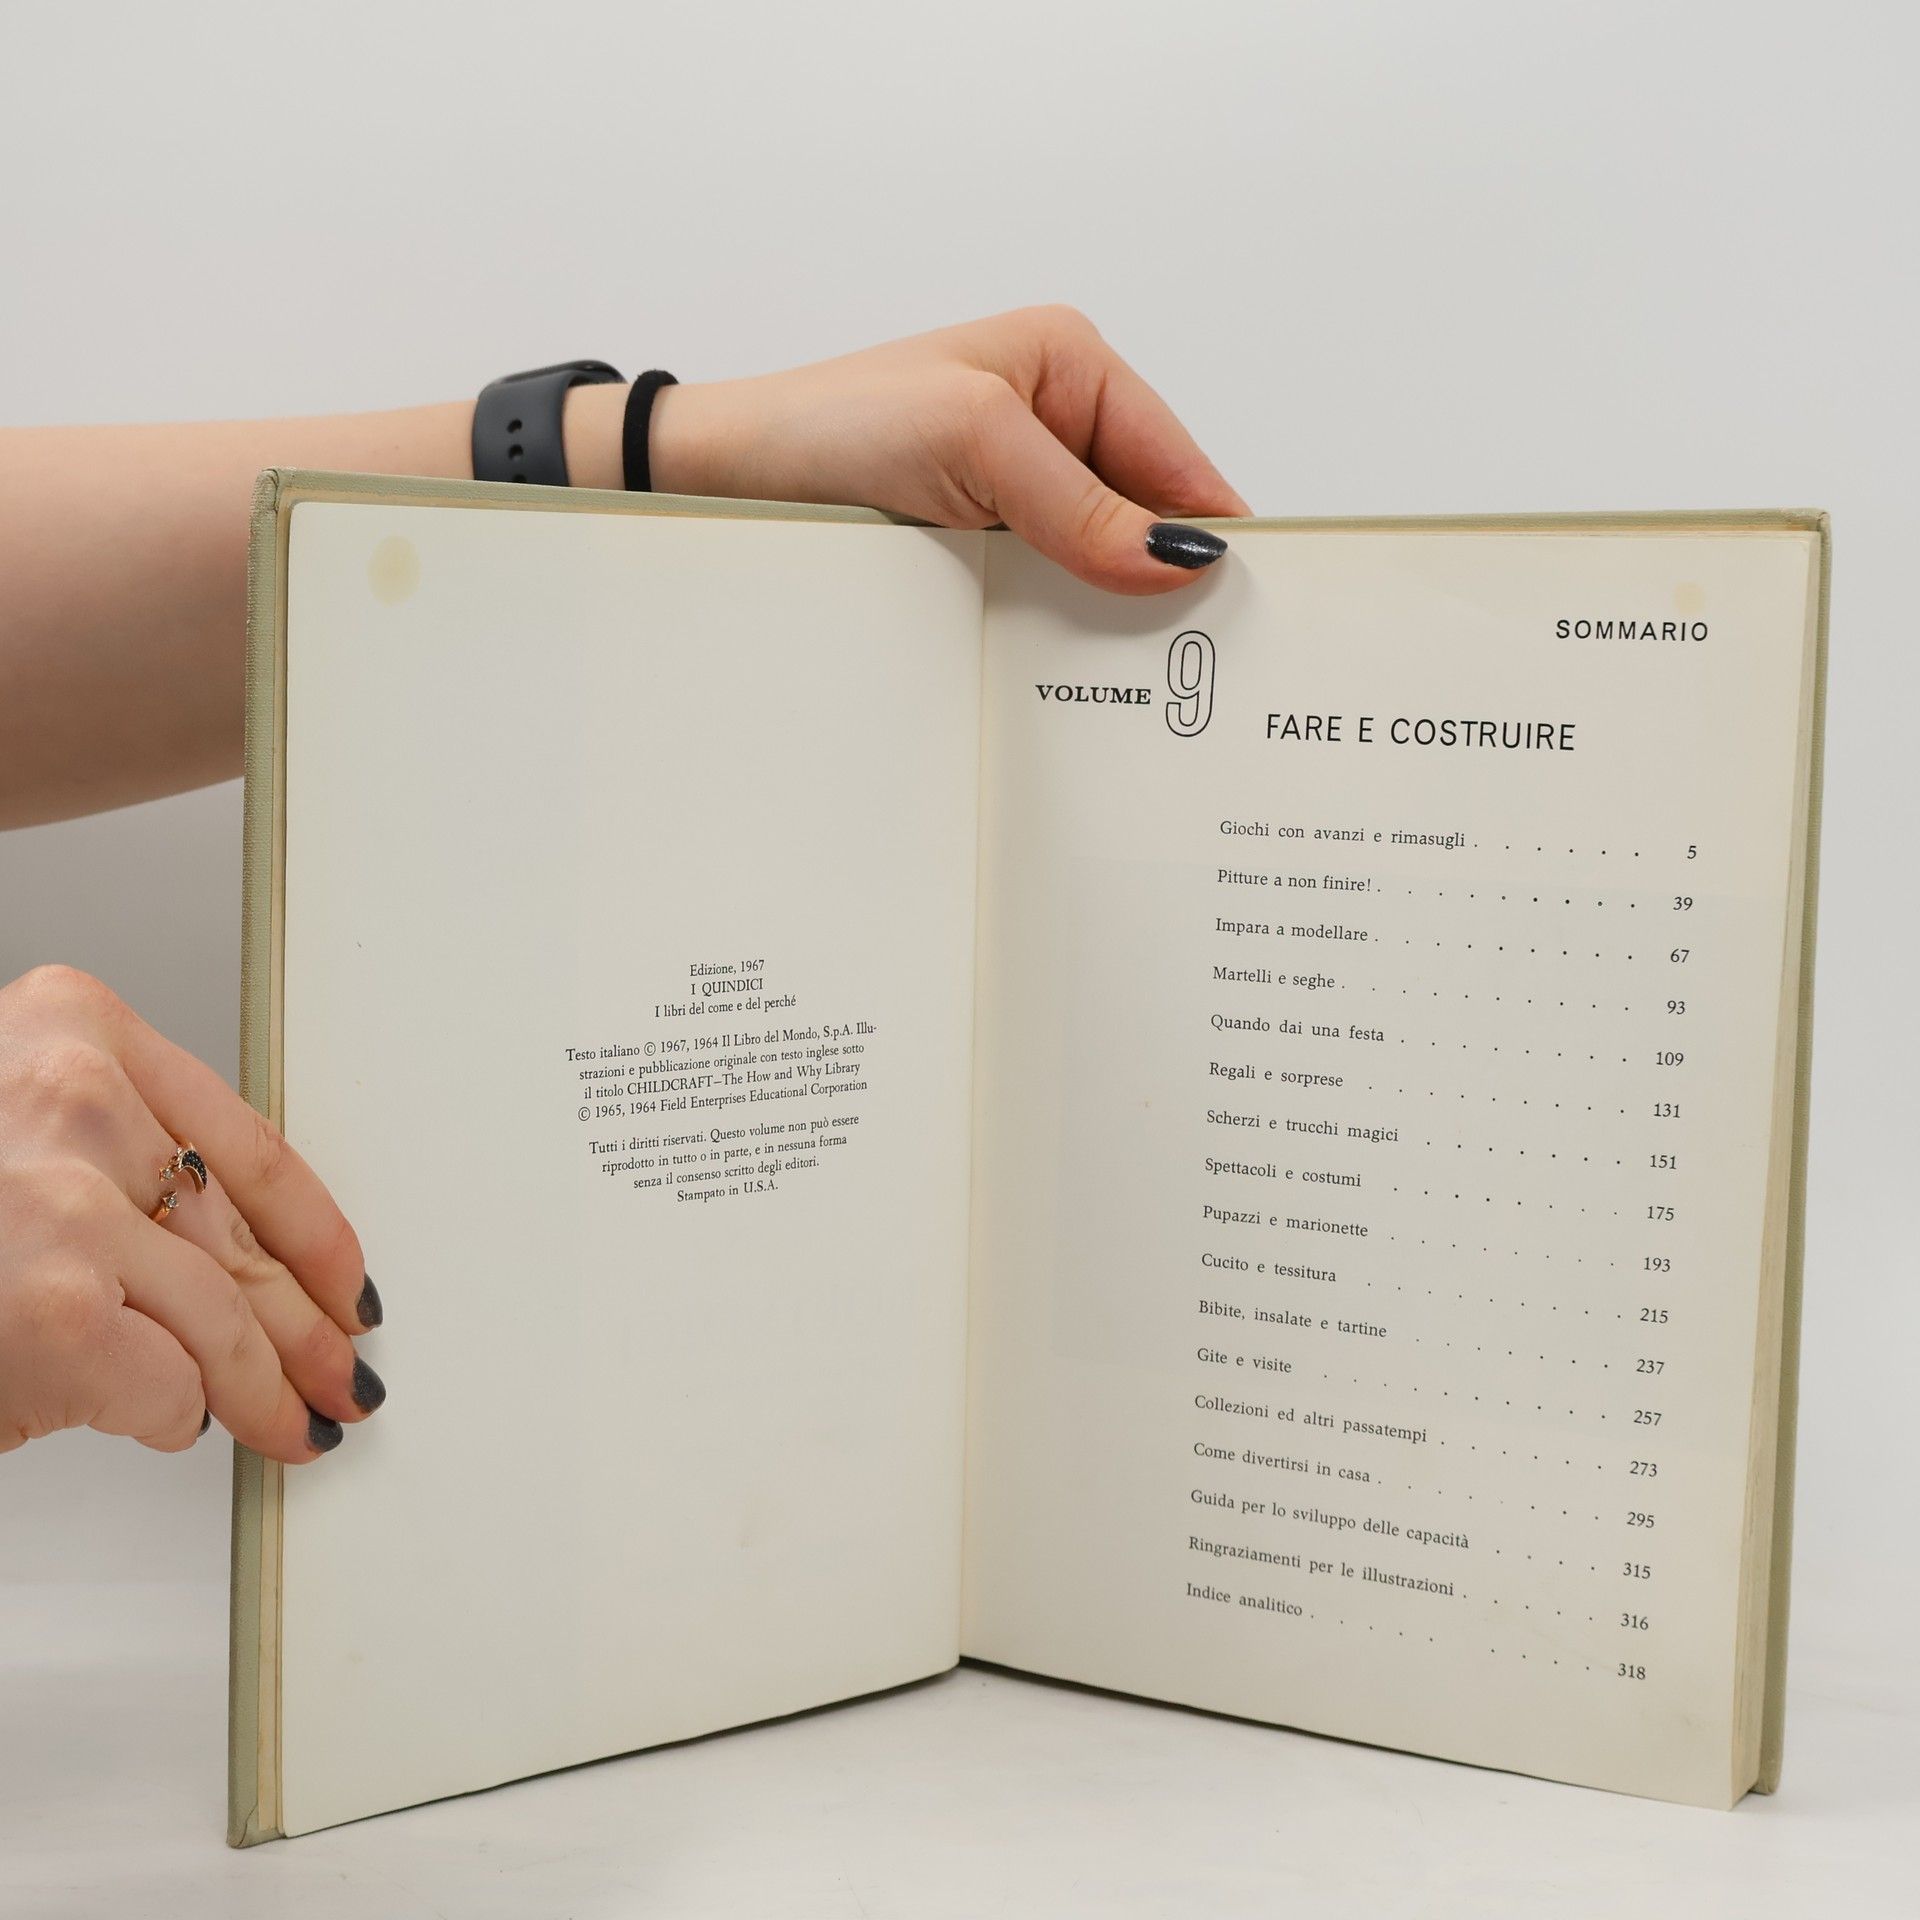 Edizione, 1967
I QUINDICI
I libri del come e del perché
Testo italiano © 1967, 1964 Il Libro del Mondo, S.p.A. Illu-
strazioni e pubblicazione originale con testo inglese sotto
il titolo CHILDCRAFT—The How and Why Library
© 1965, 1964 Field Enterprises Educational Corporation
Tutti i diritti riservati. Questo volume non può essere
riprodotto in tutto o in parte, e in nessuna forma
senza il consenso scritto degli editori.
Stampato in U.S.A.
SOMMARIO
VOLUME 9 FARE E COSTRUIRE
Giochi con avanzi e rimasugli . . . . . . 5
Pitture a non finire! . . . . . . . . . 39
Impara a modellare . . . . . . . . . 67
Martelli e seghe . . . . . . . . . . 93
Quando dai una festa . . . . . . . . 109
Regali e sorprese . . . . . . . . . 131
Scherzi e trucchi magici . . . . . . . 151
Spettacoli e costumi . . . . . . . . 175
Pupazzi e marionette . . . . . . . . 193
Cucito e tessitura . . . . . . . . . 215
Bibite, insalate e tartine . . . . . . . 237
Gite e visite . . . . . . . . . . 257
Collezioni ed altri passatempi . . . . . . 273
Come divertirsi in casa . . . . . . . . 295
Guida per lo sviluppo delle capacità . . . . 315
Ringraziamenti per le illustrazioni . . . . . 316
Indice analitico . . . . . . . . . 318